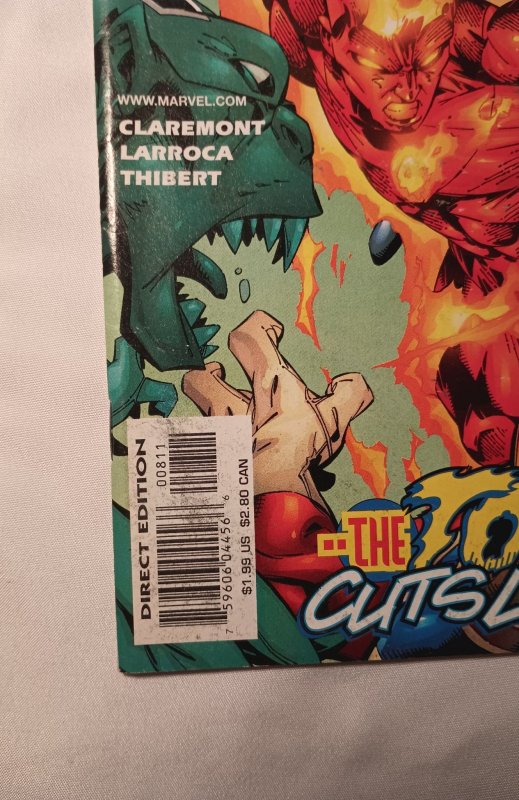 WWW.MARVEL.COM
CLAREMONT
LARROCA
THIBERT
DIRECT EDITION
00811
7 59606 04456 6
$1.99 US $2.80 CAN
THE
CUTS